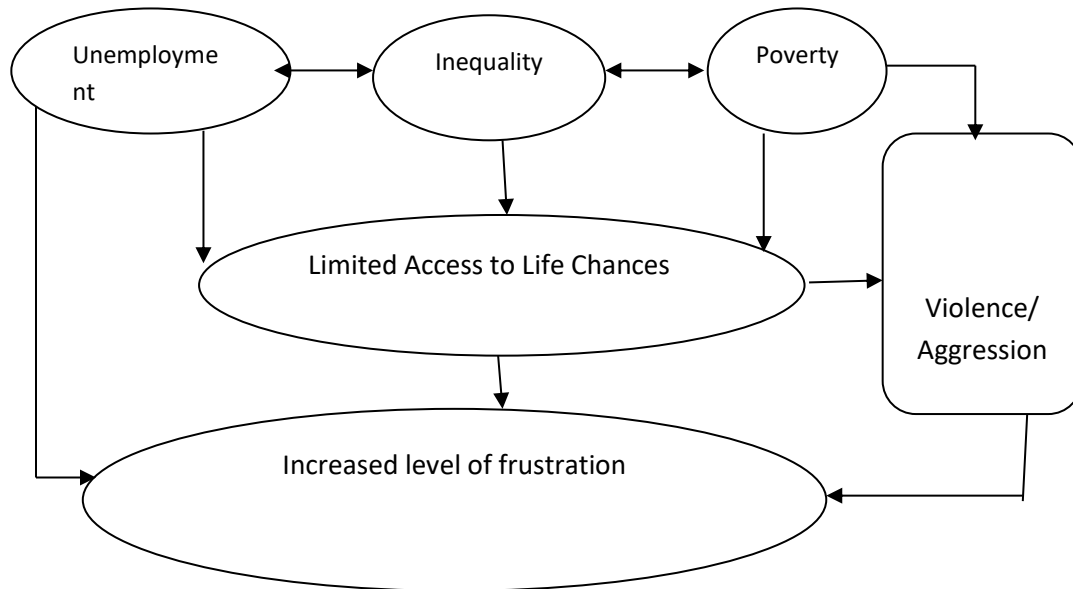 Unemployme
nt
Inequality
Poverty
Limited Access to Life Chances
Violence/
Aggression
Increased level of frustration